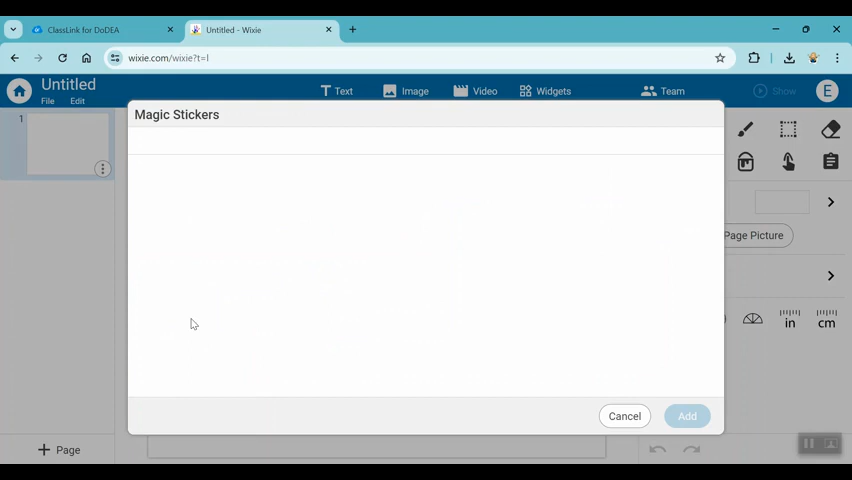 ClassLink for DoDEA
Untitled - Wixie
wixie.com/wixie?t=l
Untitled
File Edit
Text
Image
Video
Widgets
Team
Show
E
1
Magic Stickers
Page Picture
in
cm
Cancel
Add
Page